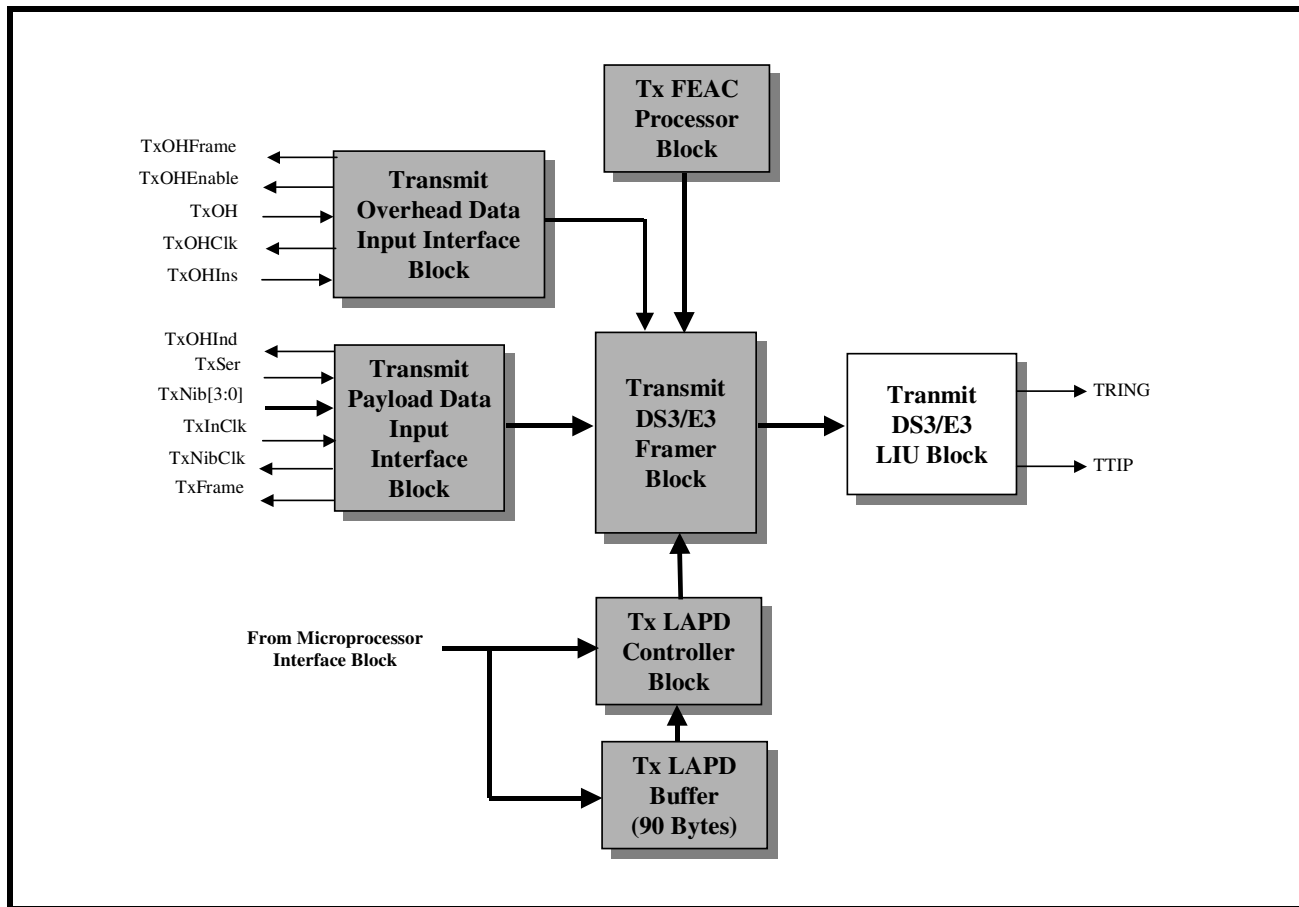 Tx FEAC
Processor
Block
TxOHFrame
TxOHEnable
TxOH
TxOHClk
TxOHIns
Transmit
Overhead Data
Input Interface
Block
TxOHInd
TxSer
TxNib[3:0]
TxInClk
TxNibClk
TxFrame
Transmit
Payload Data
Input
Interface
Block
Transmit
DS3/E3
Framer
Block
Tranmit
DS3/E3
LIU Block
TRING
TTIP
From Microprocessor
Interface Block
Tx LAPD
Controller
Block
Tx LAPD
Buffer
(90 Bytes)